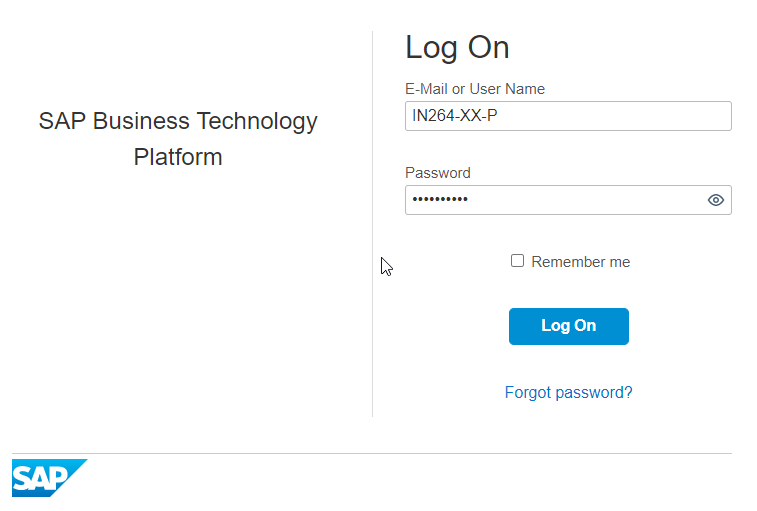 SAP Business Technology
Platform
Log On
E-Mail or User Name
IN264-XX-P
Password
••••••••••
Remember me
Log On
Forgot password?
SAP